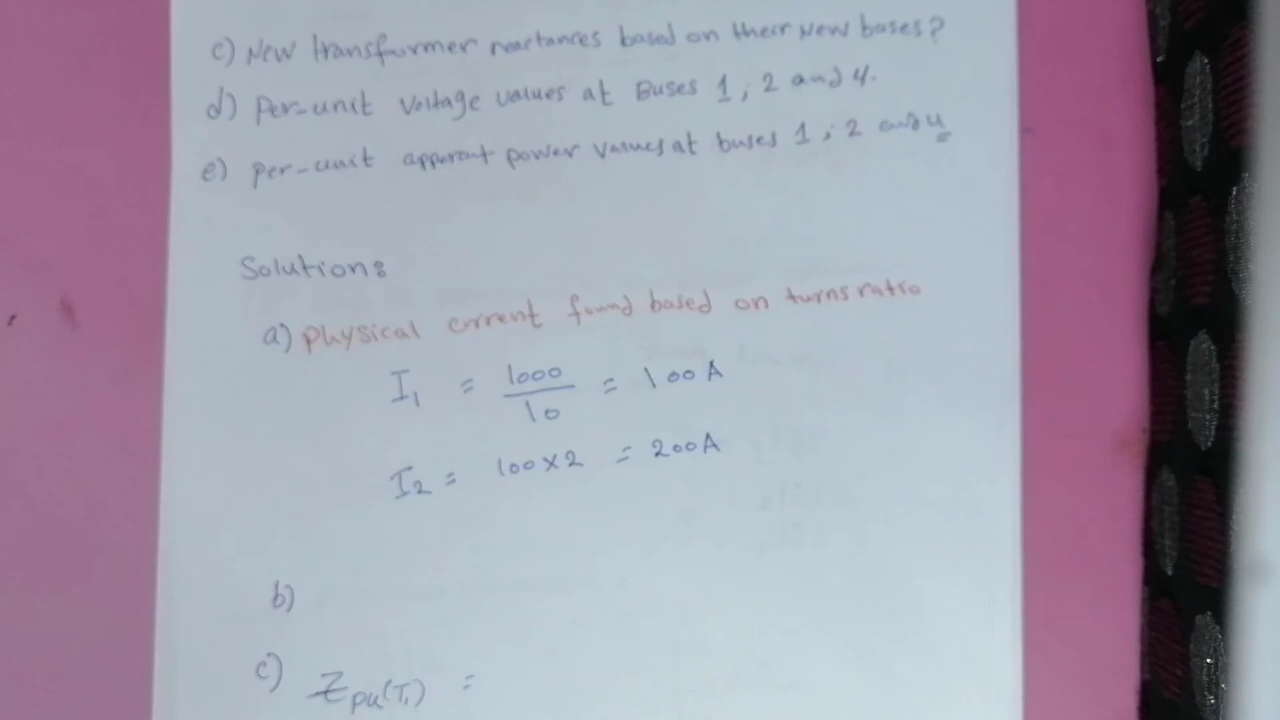 c) New transformer reactances based on their new bases?
d) Per-unit voltage values at Buses 1, 2 and 4.
e) per-unit apparent power values at buses 1, 2 and 4
Solution:
a) physical current found based on turns ratio
I₁ = 1000/10 = 100 A
I₂ = 100×2 = 200A
b)
c) Zpu(T₁) =